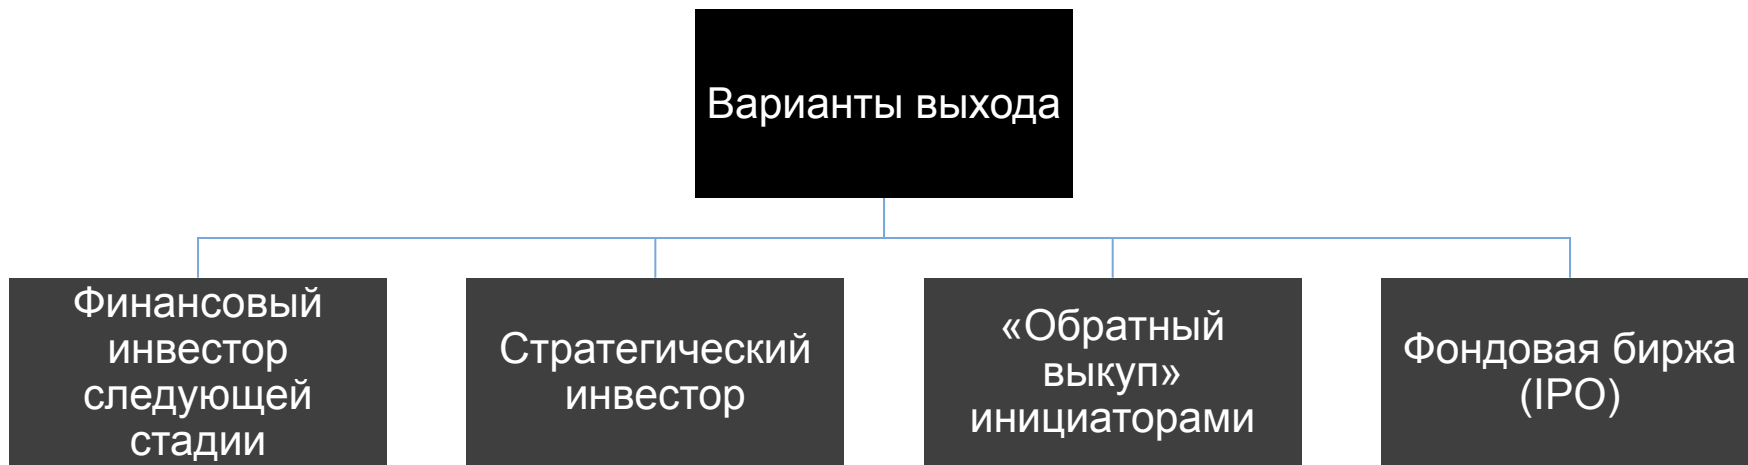 Варианты выхода
Финансовый
инвестор
следующей
стадии
Стратегический
инвестор
«Обратный
выкуп»
инициаторами
Фондовая биржа
(IPO)